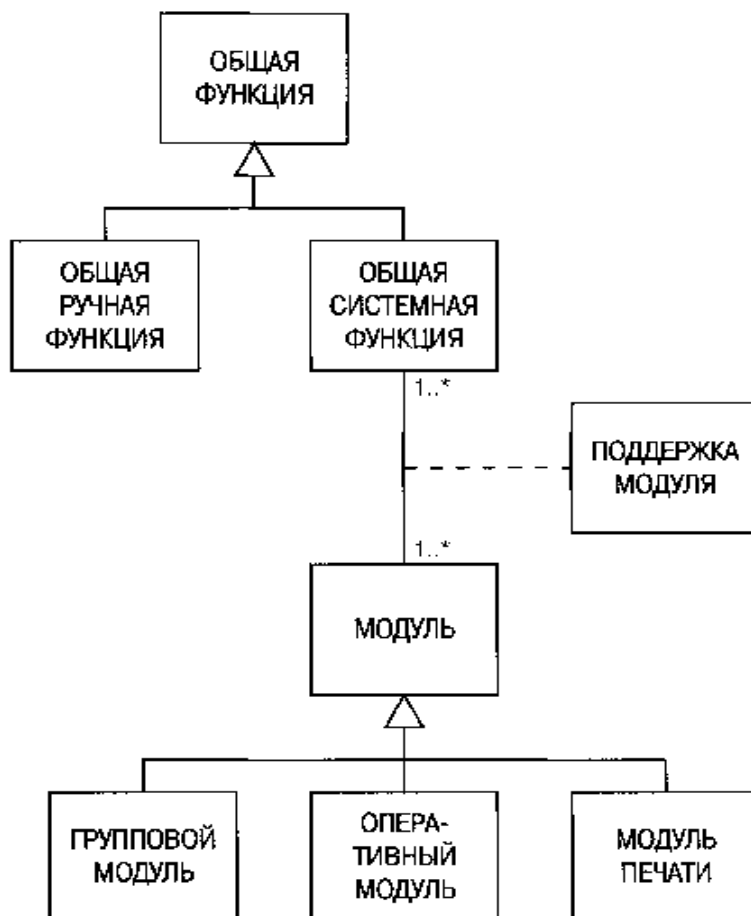 ОБЩАЯ
ФУНКЦИЯ
ОБЩАЯ
РУЧНАЯ
ФУНКЦИЯ
ОБЩАЯ
СИСТЕМНАЯ
ФУНКЦИЯ
1..*
ПОДДЕРЖКА
МОДУЛЯ
1..*
МОДУЛЬ
ГРУППОВОЙ
МОДУЛЬ
ОПЕРА-
ТИВНЫЙ
МОДУЛЬ
МОДУЛЬ
ПЕЧАТИ